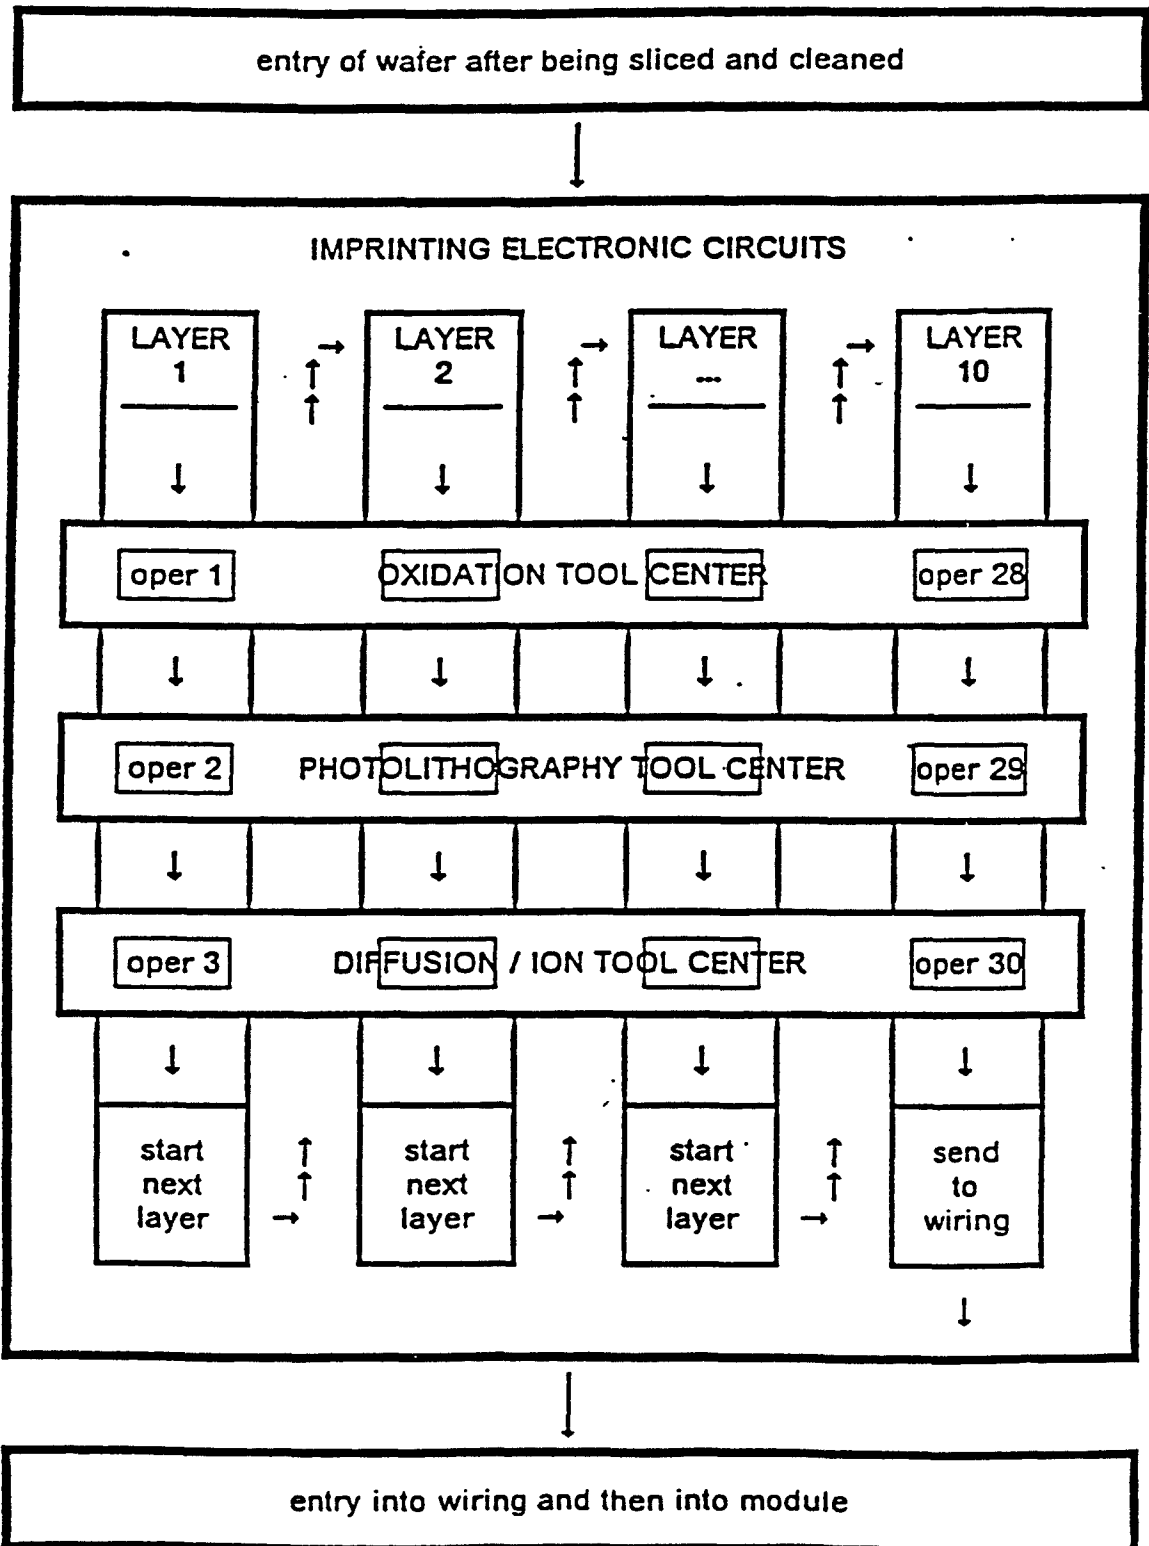 entry of wafer after being sliced and cleaned
IMPRINTING ELECTRONIC CIRCUITS
LAYER 1
LAYER 2
LAYER ...
LAYER 10
oper 1
OXIDATION TOOL CENTER
oper 28
oper 2
PHOTOLITHOGRAPHY TOOL CENTER
oper 29
oper 3
DIFFUSION / ION TOOL CENTER
oper 30
start
next
layer
start
next
layer
start
next
layer
send
to
wiring
entry into wiring and then into module